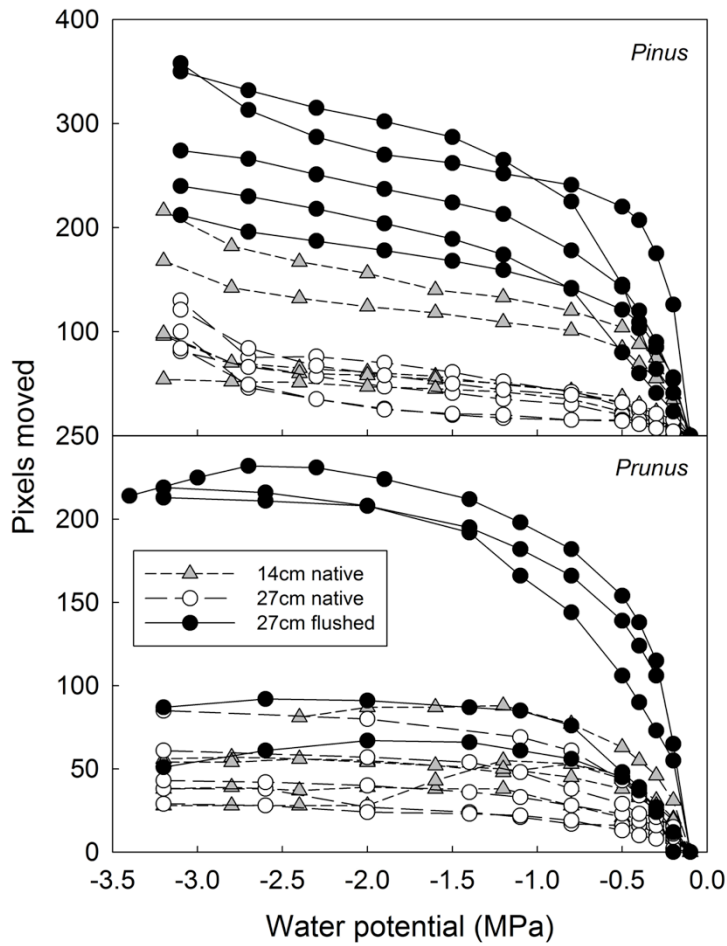 400
Pinus
300
200
100
Pixels moved
250
Prunus
200
14cm native
27cm native
27cm flushed
150
100
50
0
-3.5 -3.0 -2.5 -2.0 -1.5 -1.0 -0.5 0.0
Water potential (MPa)